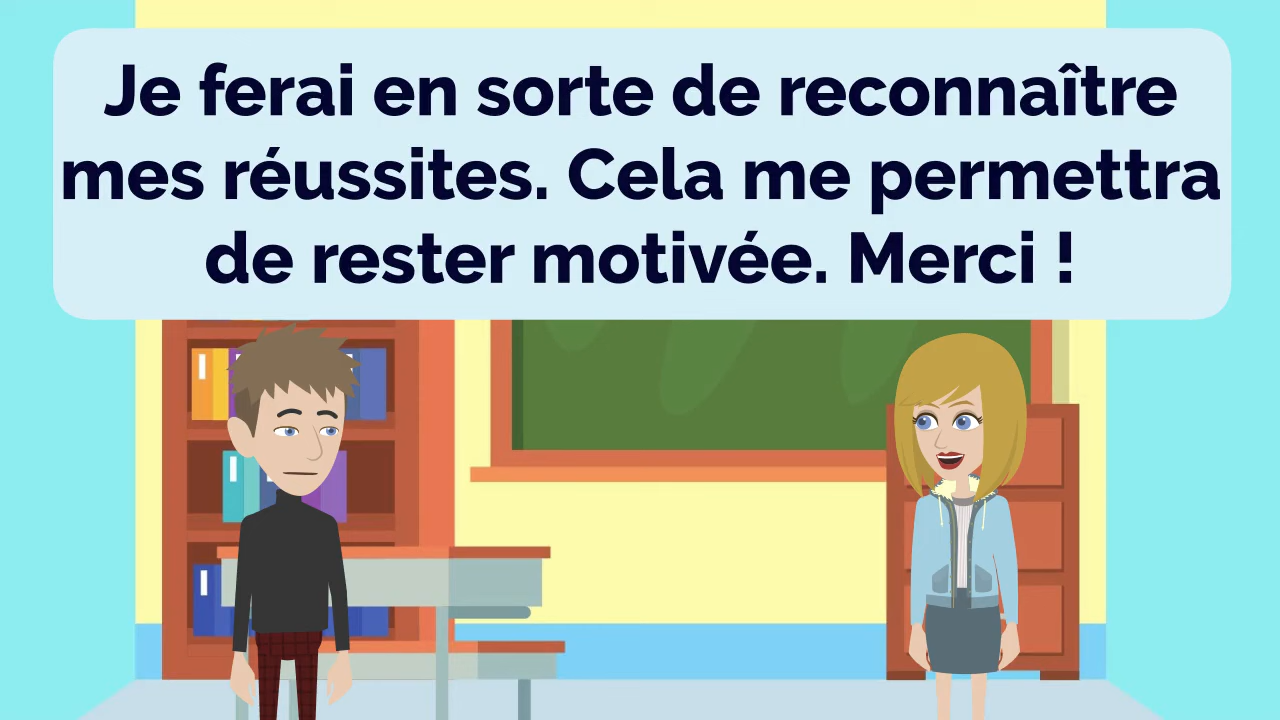 Je ferai en sorte de reconnaître
mes réussites. Cela me permettra
de rester motivée. Merci !